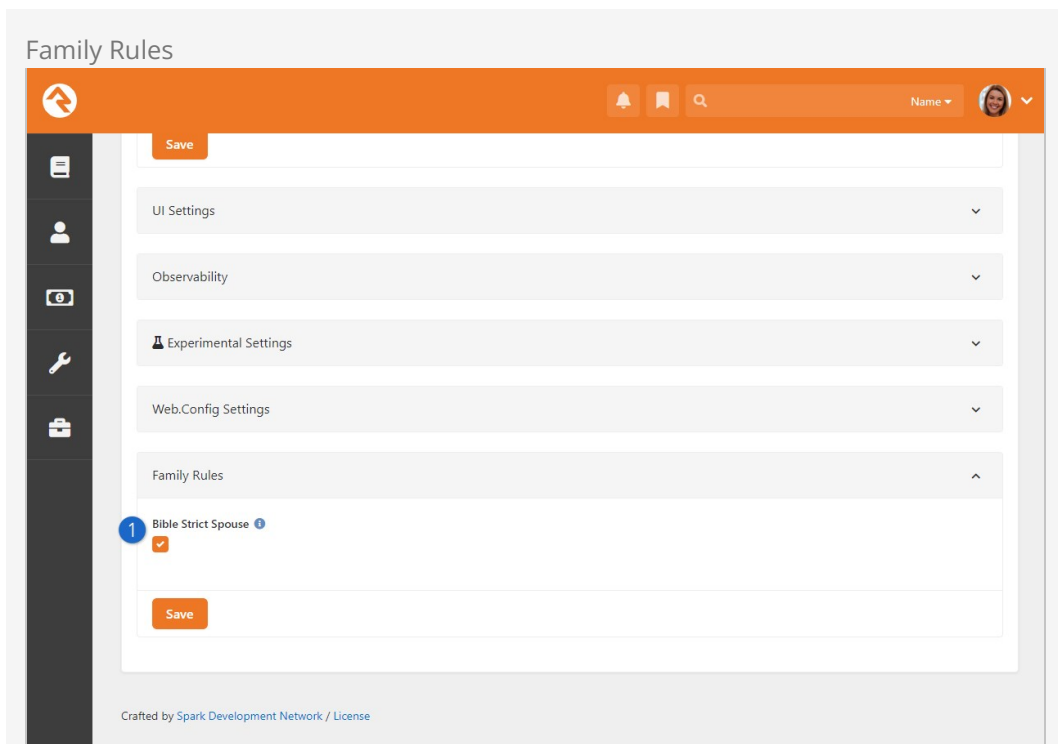 Family Rules
Name
Save
UI Settings
Observability
Experimental Settings
Web.Config Settings
Family Rules
1
Bible Strict Spouse
Save
Crafted by Spark Development Network / License